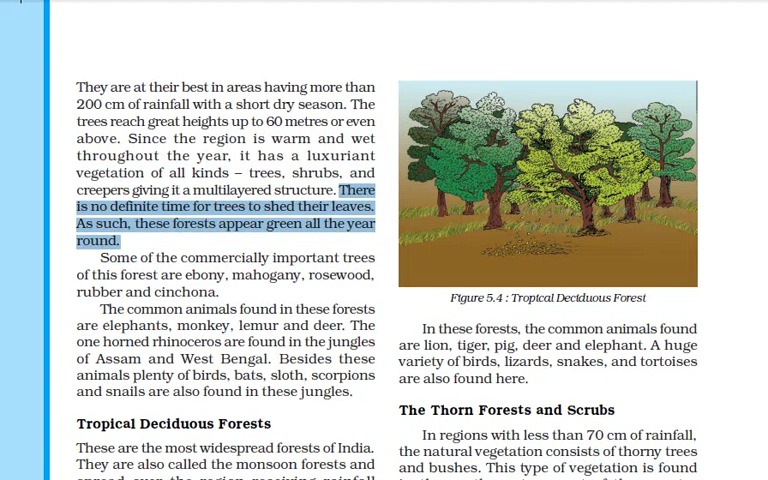 They are at their best in areas having more than
200 cm of rainfall with a short dry season. The
trees reach great heights up to 60 metres or even
above. Since the region is warm and wet
throughout the year, it has a luxuriant
vegetation of all kinds – trees, shrubs, and
creepers giving it a multilayered structure. There
is no definite time for trees to shed their leaves.
As such, these forests appear green all the year
round.
Some of the commercially important trees
of this forest are ebony, mahogany, rosewood,
rubber and cinchona.
The common animals found in these forests
are elephants, monkey, lemur and deer. The
one horned rhinoceros are found in the jungles
of Assam and West Bengal. Besides these
animals plenty of birds, bats, sloth, scorpions
and snails are also found in these jungles.
Tropical Deciduous Forests
These are the most widespread forests of India.
They are also called the monsoon forests and
spread over the region receiving rainfall
Figure 5.4 : Tropical Deciduous Forest
In these forests, the common animals found
are lion, tiger, pig, deer and elephant. A huge
variety of birds, lizards, snakes, and tortoises
are also found here.
The Thorn Forests and Scrubs
In regions with less than 70 cm of rainfall,
the natural vegetation consists of thorny trees
and bushes. This type of vegetation is found